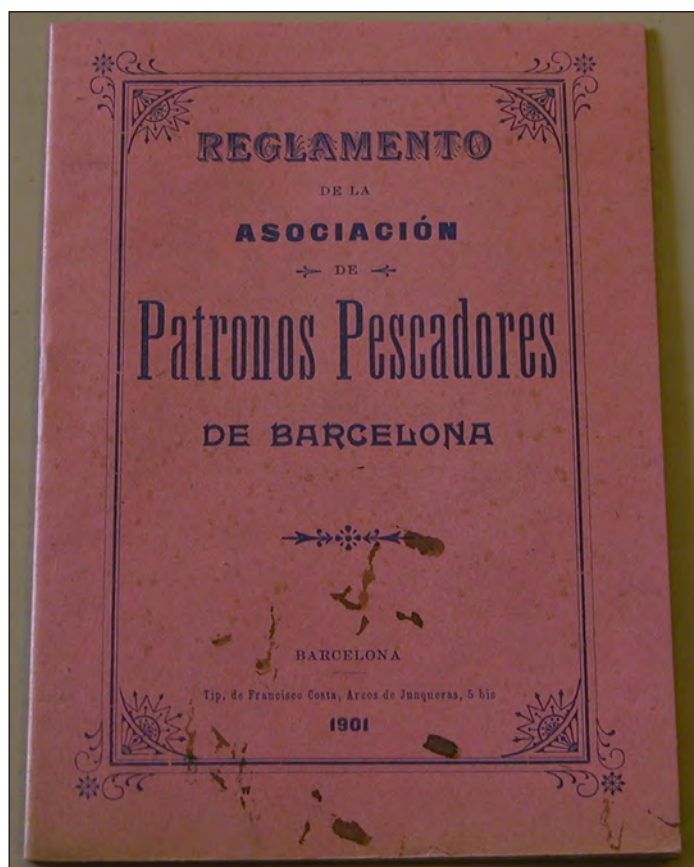 REGLAMENTO
DE LA
ASOCIACIÓN
DE
Patronos Pescadores
DE BARCELONA
BARCELONA
Tip. de Francisco Costa, Arcos de Junqueras, 5 bis
1901